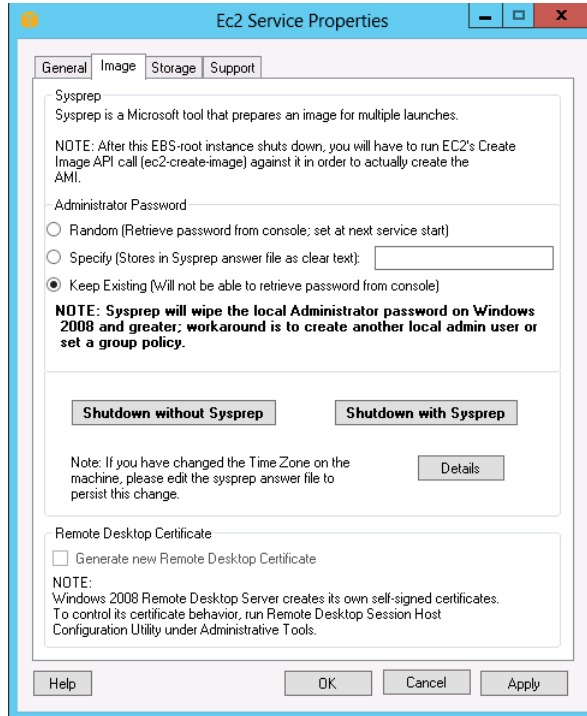 Ec2 Service Properties
General Image Storage Support
Sysprep
Sysprep is a Microsoft tool that prepares an image for multiple launches.
NOTE: After this EBS-root instance shuts down, you will have to run EC2's Create
Image API call (ec2-create-image) against it in order to actually create the
AMI.
Administrator Password
Random (Retrieve password from console; set at next service start)
Specify (Stores in Sysprep answer file as clear text):
Keep Existing (Will not be able to retrieve password from console)
NOTE: Sysprep will wipe the local Administrator password on Windows
2008 and greater; workaround is to create another local admin user or
set a group policy.
Shutdown without Sysprep Shutdown with Sysprep
Note: If you have changed the Time Zone on the
machine, please edit the sysprep answer file to
persist this change.
Details
Remote Desktop Certificate
Generate new Remote Desktop Certificate
NOTE:
Windows 2008 Remote Desktop Server creates its own self-signed certificates.
To control its certificate behavior, run Remote Desktop Session Host
Configuration Utility under Administrative Tools.
Help OK Cancel Apply